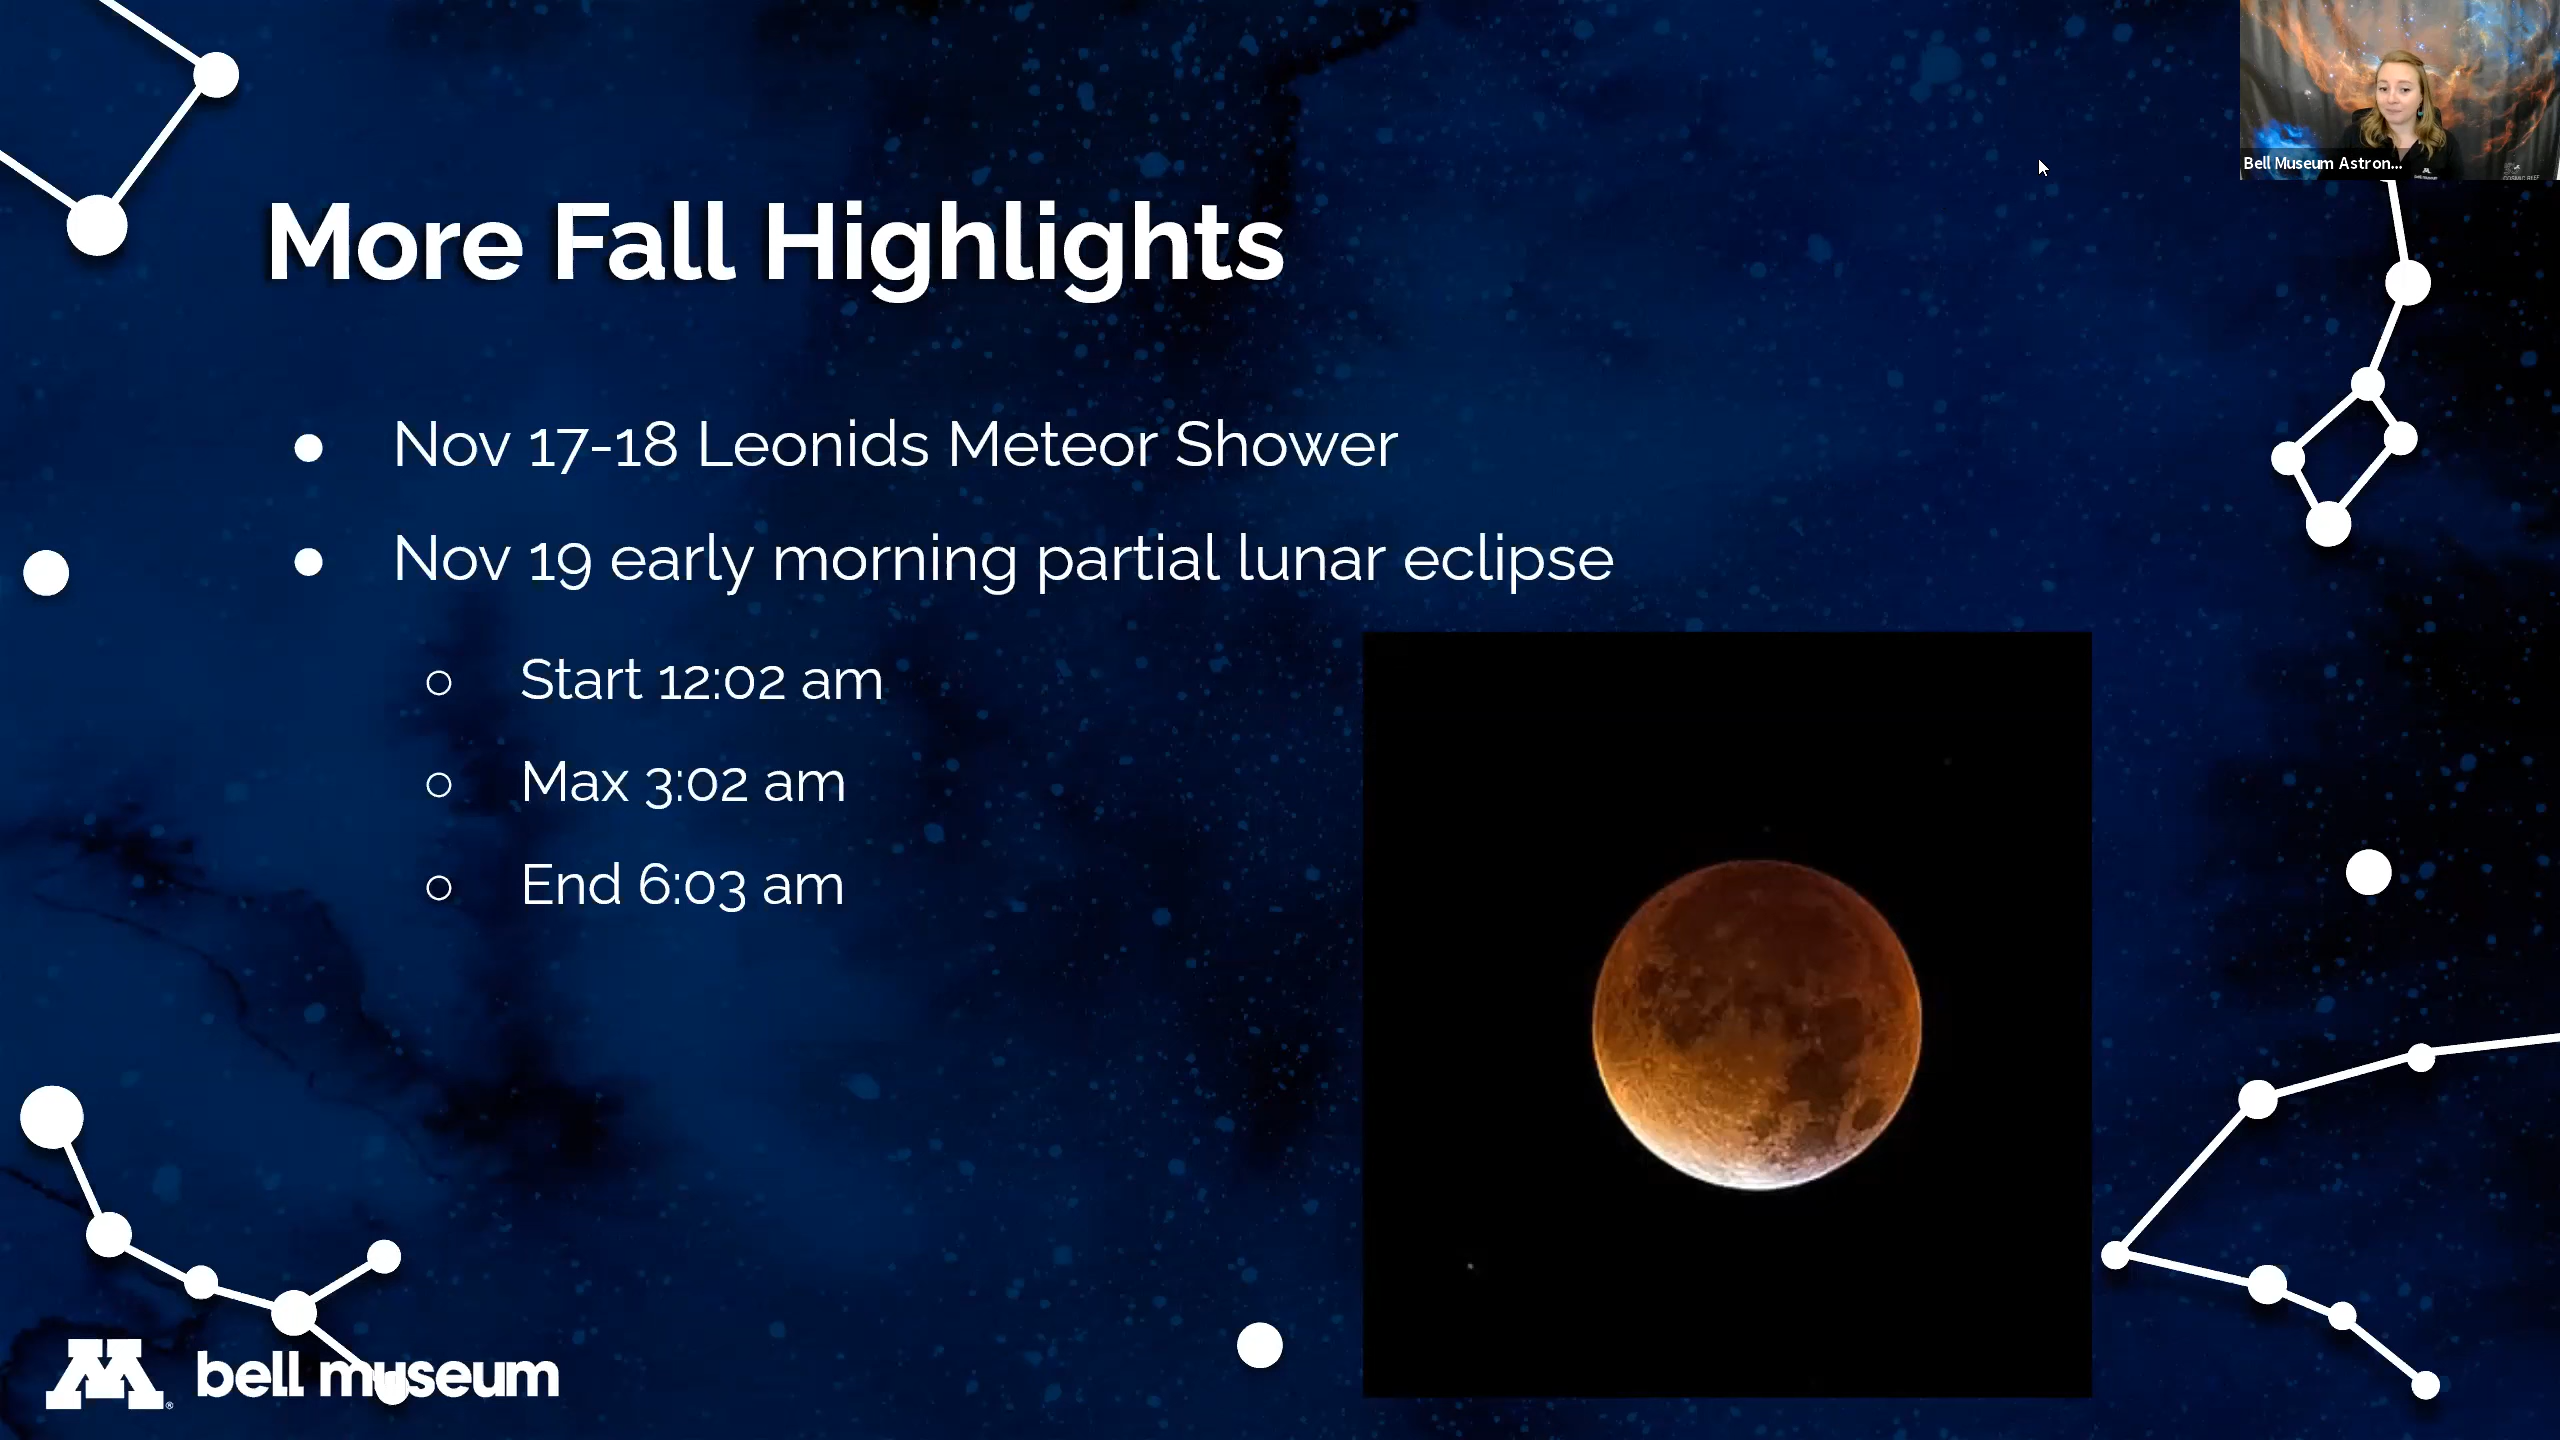 Bell Museum Astron...
More Fall Highlights
● Nov 17-18 Leonids Meteor Shower
● Nov 19 early morning partial lunar eclipse
○ Start 12:02 am
○ Max 3:02 am
○ End 6:03 am
M® bell museum